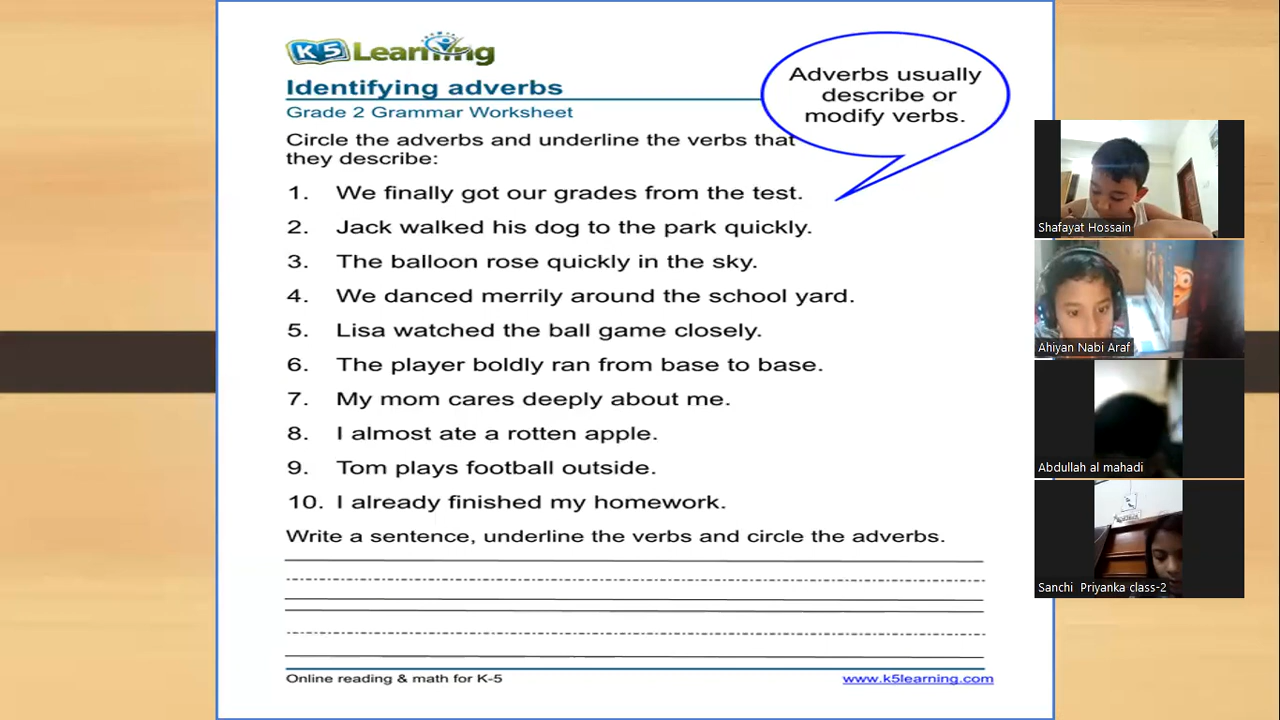 K5 Learning
Identifying adverbs
Grade 2 Grammar Worksheet
Adverbs usually
describe or
modify verbs.
Circle the adverbs and underline the verbs that
they describe:
1. We finally got our grades from the test.
2. Jack walked his dog to the park quickly.
3. The balloon rose quickly in the sky.
4. We danced merrily around the school yard.
5. Lisa watched the ball game closely.
6. The player boldly ran from base to base.
7. My mom cares deeply about me.
8. I almost ate a rotten apple.
9. Tom plays football outside.
10. I already finished my homework.
Write a sentence, underline the verbs and circle the adverbs.
Online reading & math for K-5
www.k5learning.com
Shafayat Hossain
Ahiyan Nabi Araf
Abdullah al mahadi
Sanchi Priyanka class-2